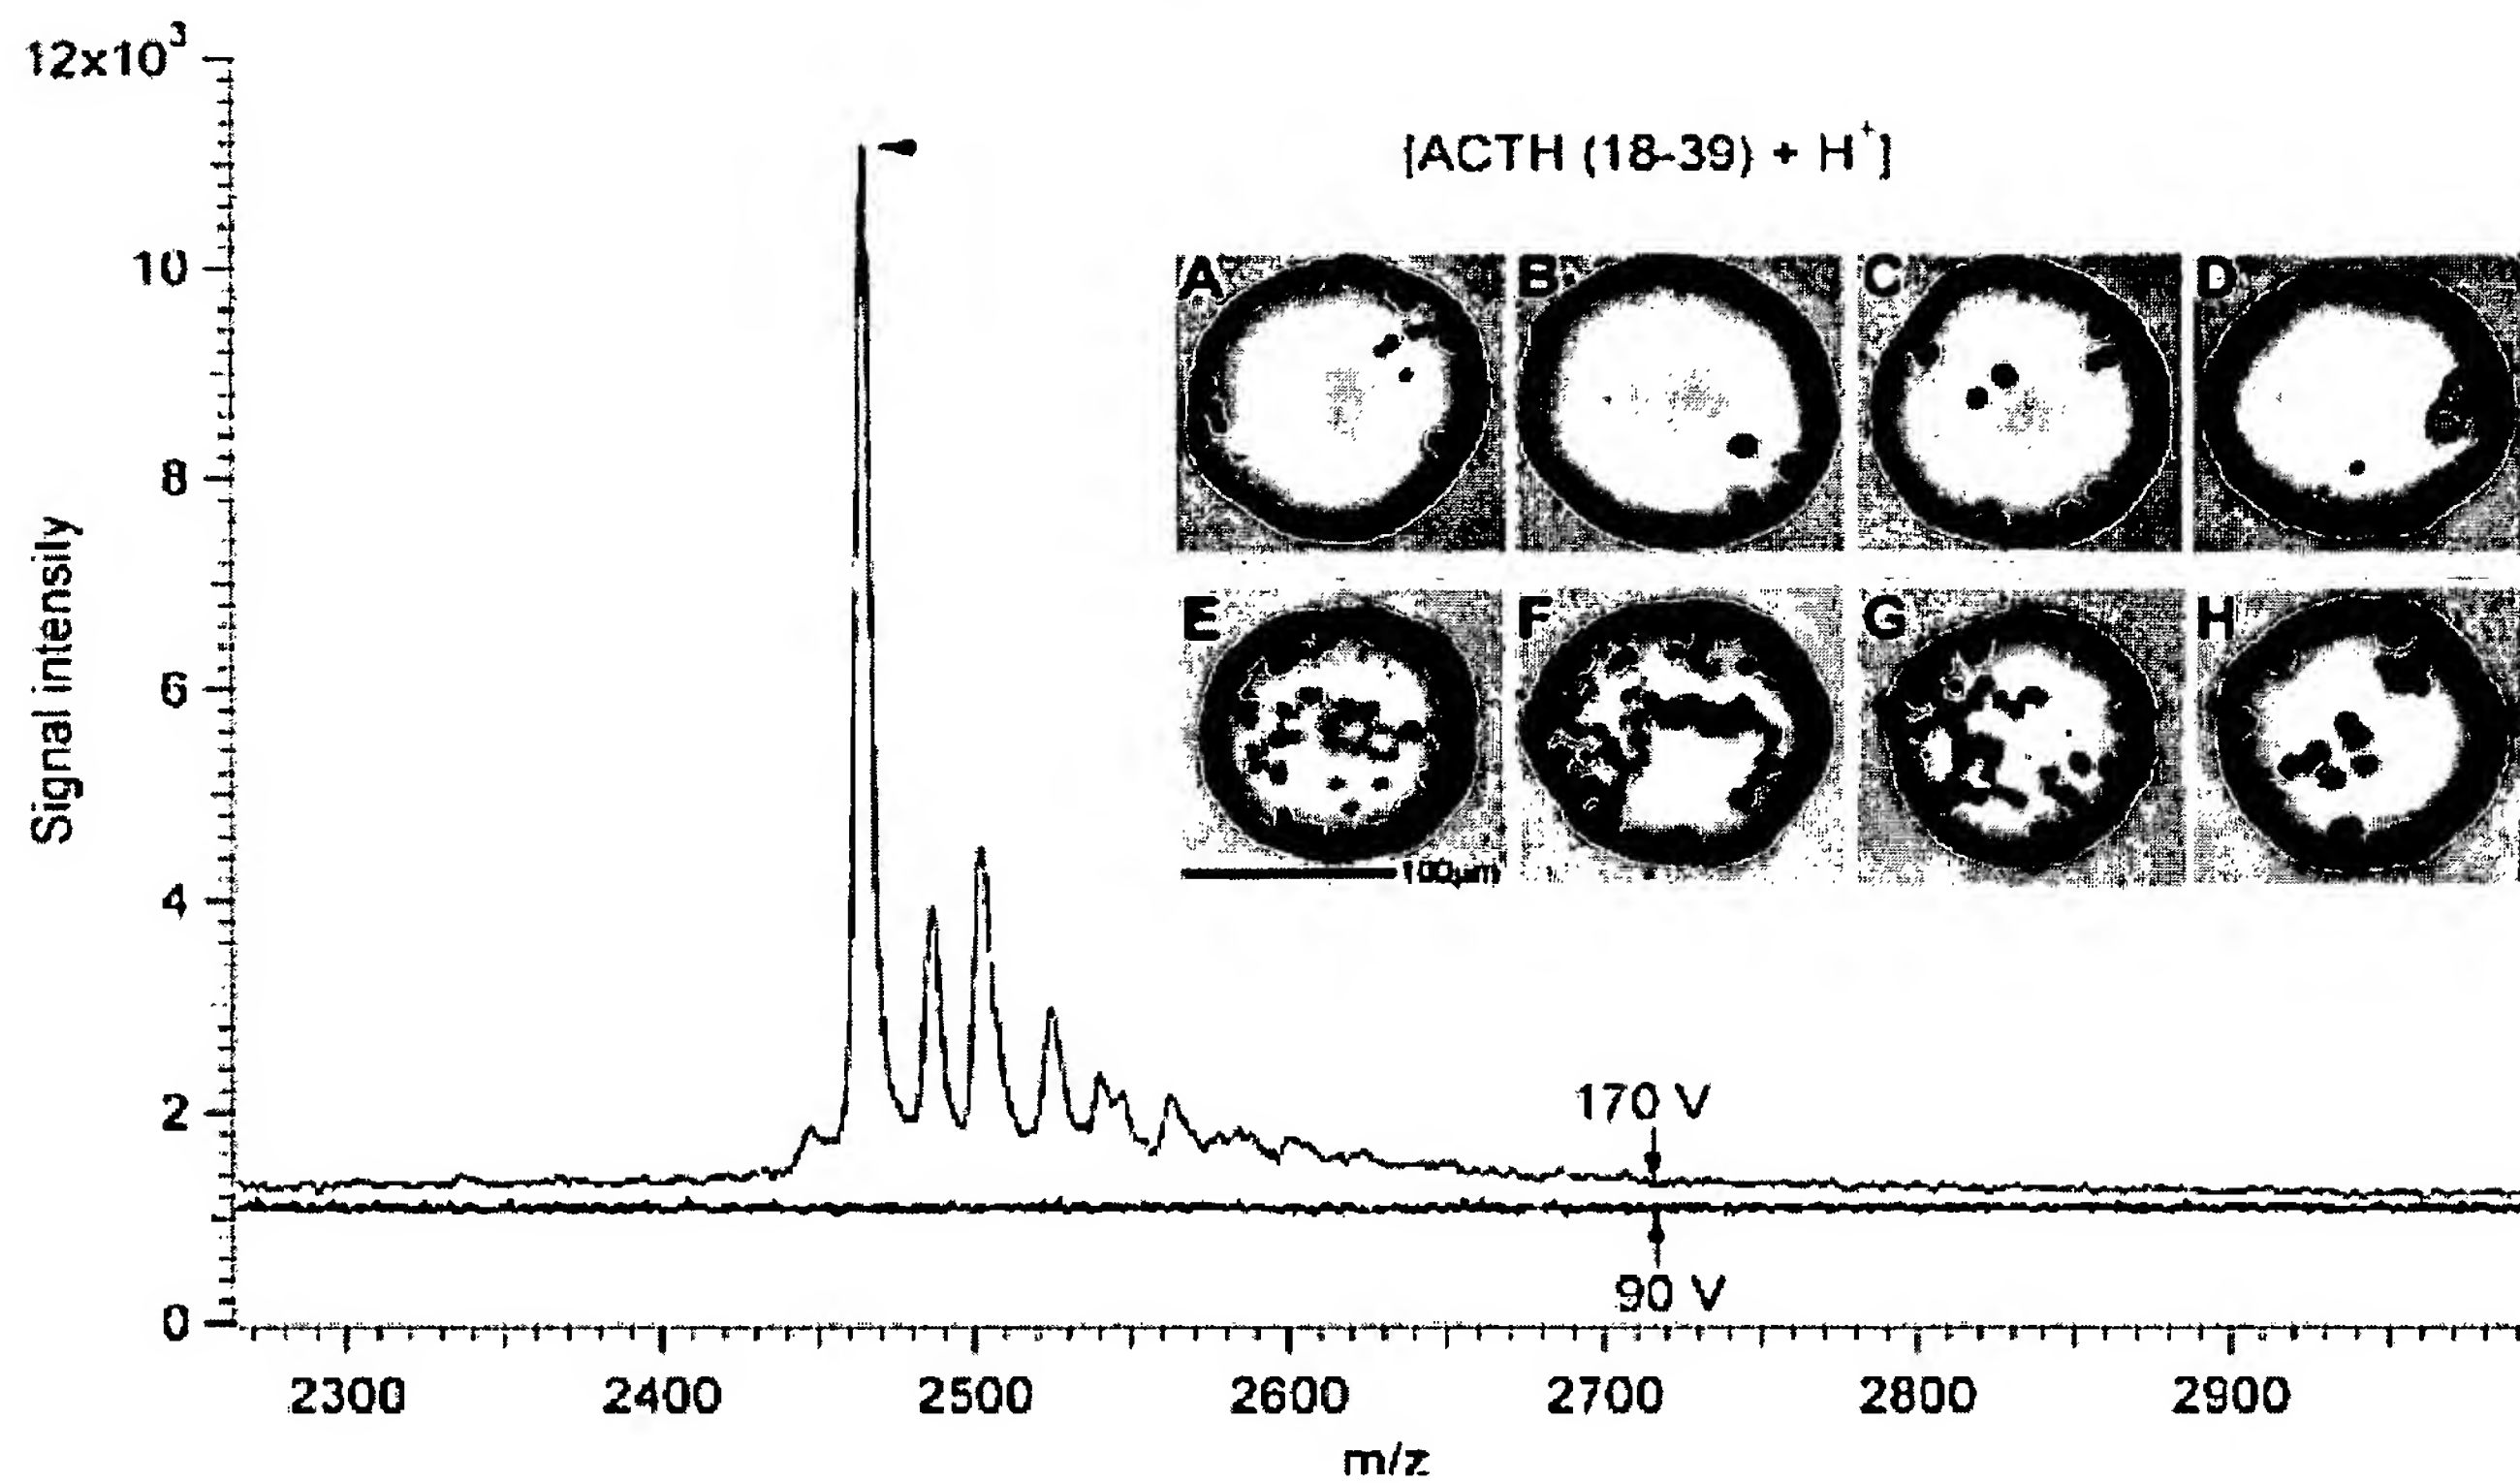 12x10³
10
8
6
4
2
0
Signal intensity
[ACTH (18-39) + H⁺]
A B C D
E F G H
100µm
170 V
90 V
2300 2400 2500 2600 2700 2800 2900
m/z